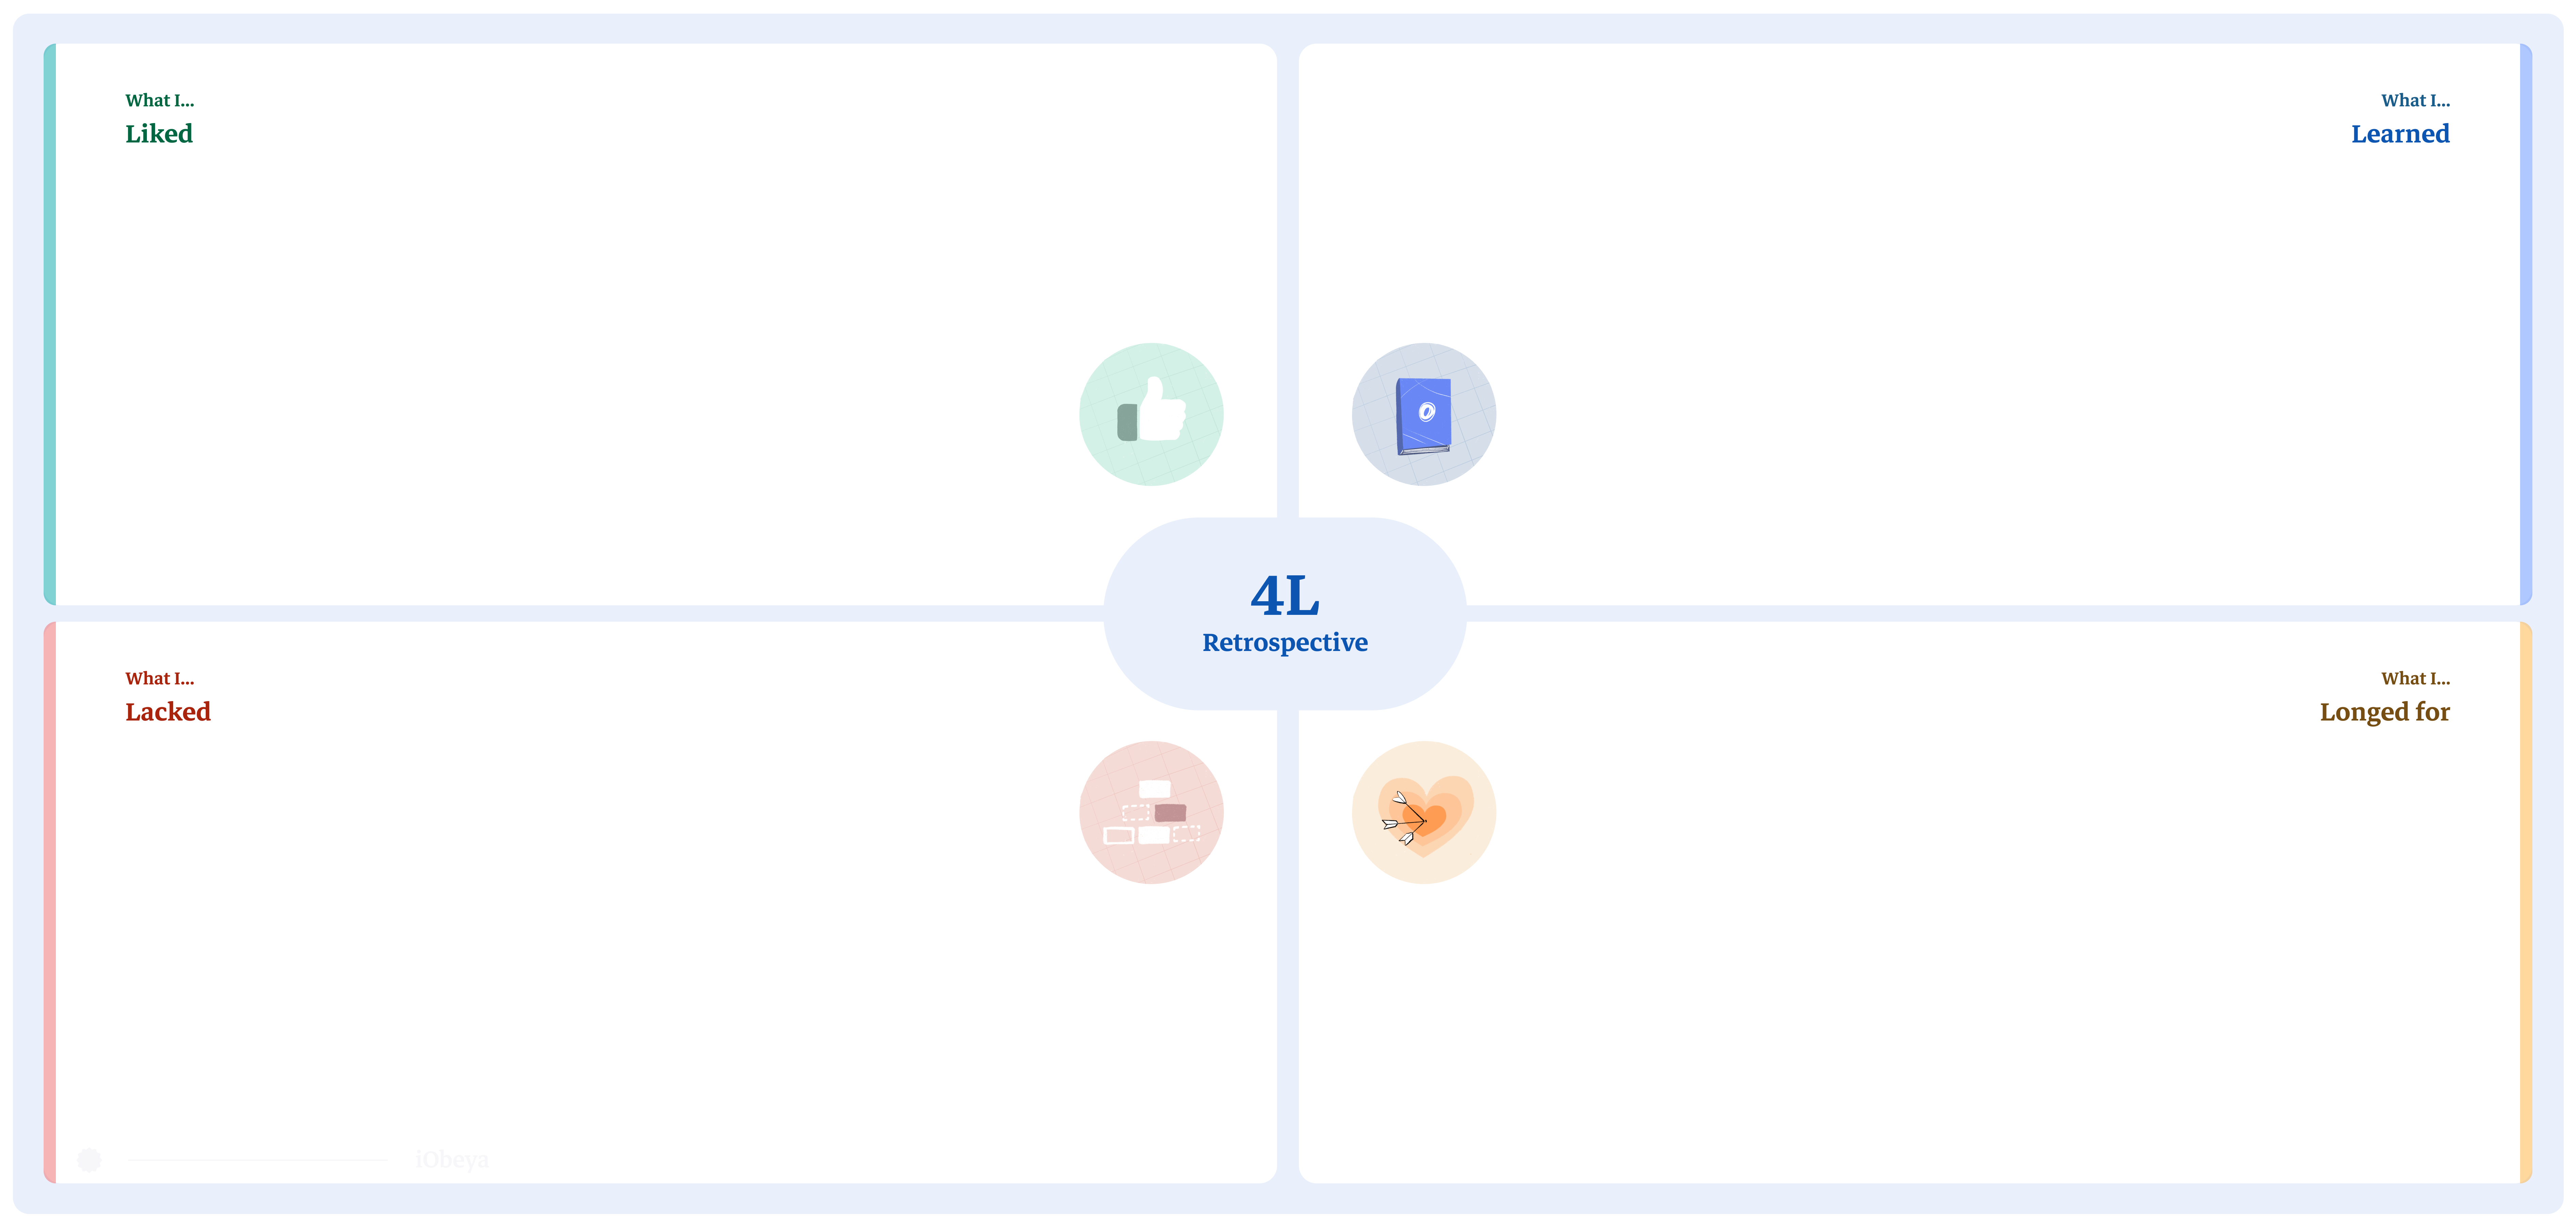 What I...
Liked
What I...
Learned
4L
Retrospective
What I...
Lacked
What I...
Longed for
iObeya